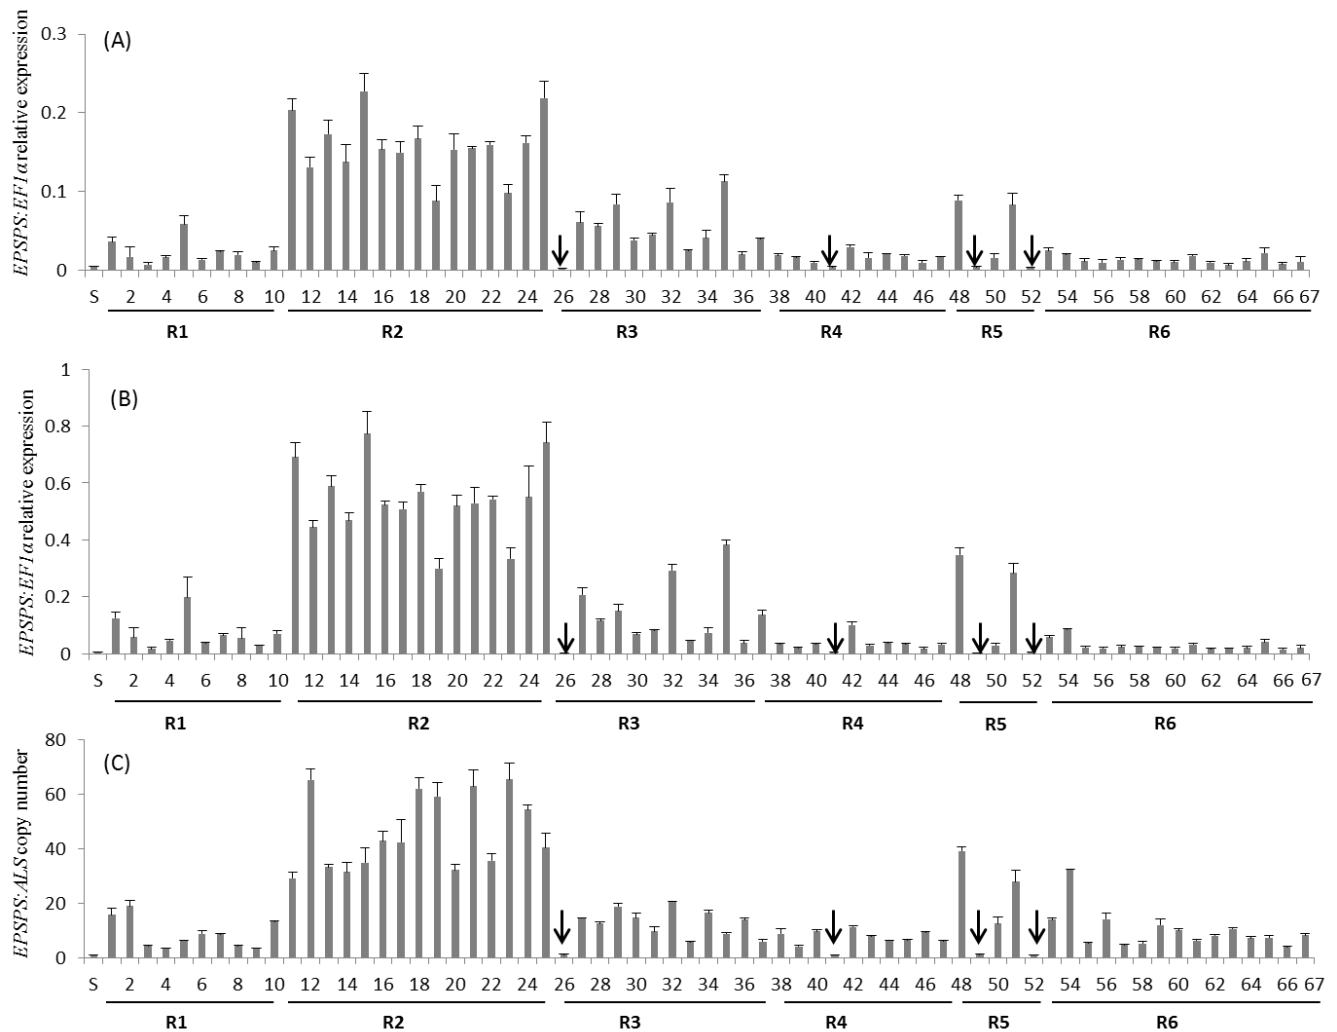 (A)
EPSPS:EF1α relative expression
0.3
0.2
0.1
0
S 2 4 6 8 10 12 14 16 18 20 22 24 26 28 30 32 34 36 38 40 42 44 46 48 50 52 54 56 58 60 62 64 66 67
R1 R2 R3 R4 R5 R6
(B)
EPSPS:EF1α relative expression
1
0.8
0.6
0.4
0.2
0
S 2 4 6 8 10 12 14 16 18 20 22 24 26 28 30 32 34 36 38 40 42 44 46 48 50 52 54 56 58 60 62 64 66 67
R1 R2 R3 R4 R5 R6
(C)
EPSPS:ALS copy number
80
60
40
20
0
S 2 4 6 8 10 12 14 16 18 20 22 24 26 28 30 32 34 36 38 40 42 44 46 48 50 52 54 56 58 60 62 64 66 67
R1 R2 R3 R4 R5 R6